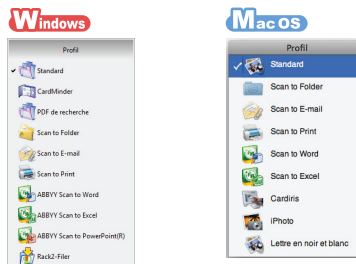 Windows
Profil
Standard
CardMinder
PDF de recherche
Scan to Folder
Scan to E-mail
Scan to Print
ABBYY Scan to Word
ABBYY Scan to Excel
ABBYY Scan to PowerPoint(R)
Rack2-Filer
Mac OS
Profil
Standard
Scan to Folder
Scan to E-mail
Scan to Print
Scan to Word
Scan to Excel
Cardiris
iPhoto
Lettre en noir et blanc